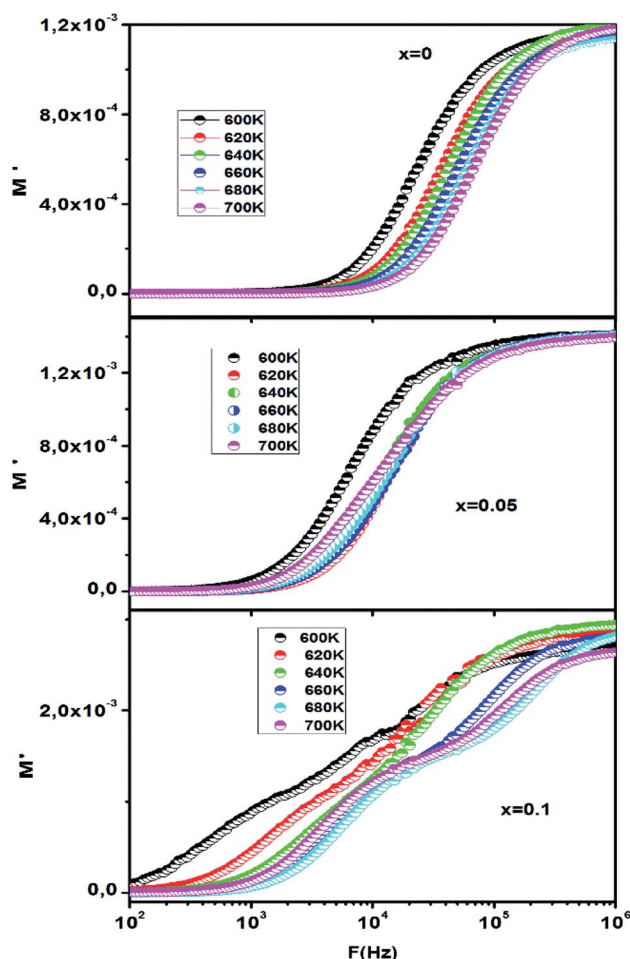 1,2x10⁻³
x=0
600K
620K
640K
660K
680K
700K
8,0x10⁻⁴
M '
4,0x10⁻⁴
0,0
600K
620K
640K
660K
680K
700K
1,2x10⁻³
8,0x10⁻⁴
M '
x=0.05
4,0x10⁻⁴
0,0
600K
620K
640K
660K
680K
700K
2,0x10⁻³
M'
x=0.1
0,0
10² 10³ 10⁴ 10⁵ 10⁶
F(Hz)